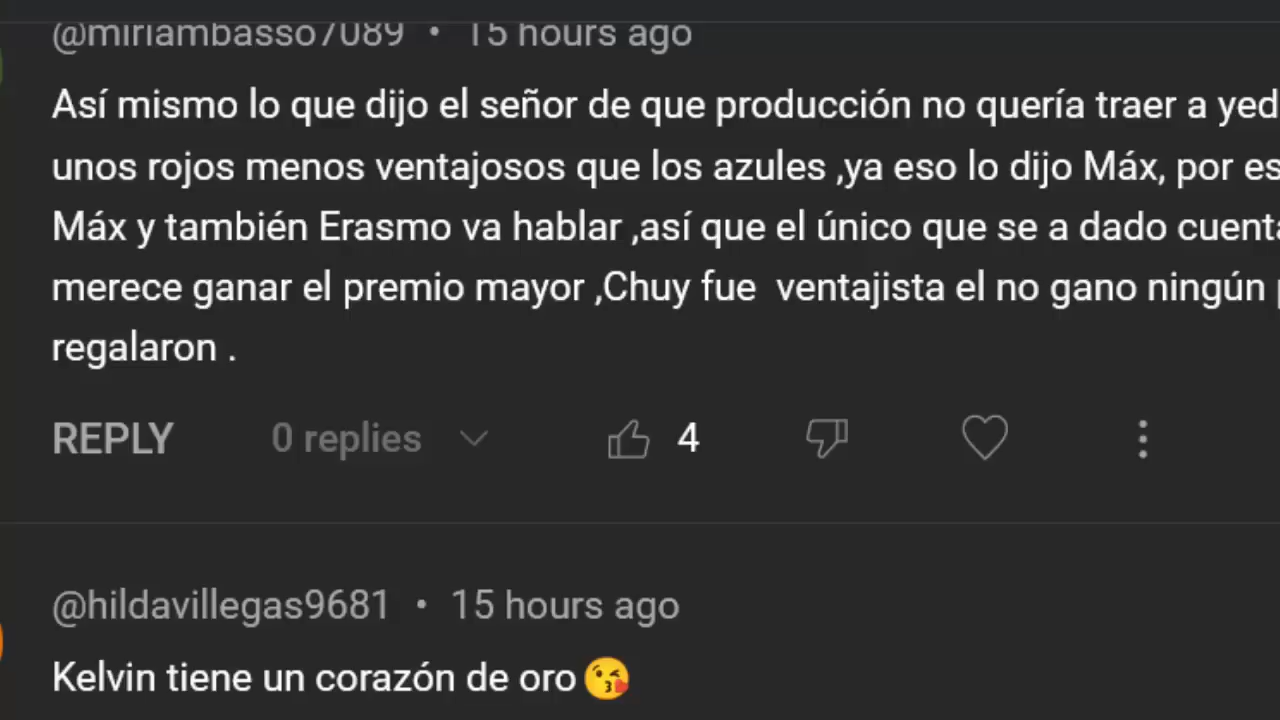 @miriambasso7089 • 15 hours ago
Así mismo lo que dijo el señor de que producción no quería traer a
unos rojos menos ventajosos que los azules ,ya eso lo dijo Máx, por
Máx y también Erasmo va hablar ,así que el único que se a dado
merece ganar el premio mayor ,Chuy fue ventajista el no gano ningún
regalaron .
REPLY 0 replies 4
@hildavillegas9681 • 15 hours ago
Kelvin tiene un corazón de oro😘